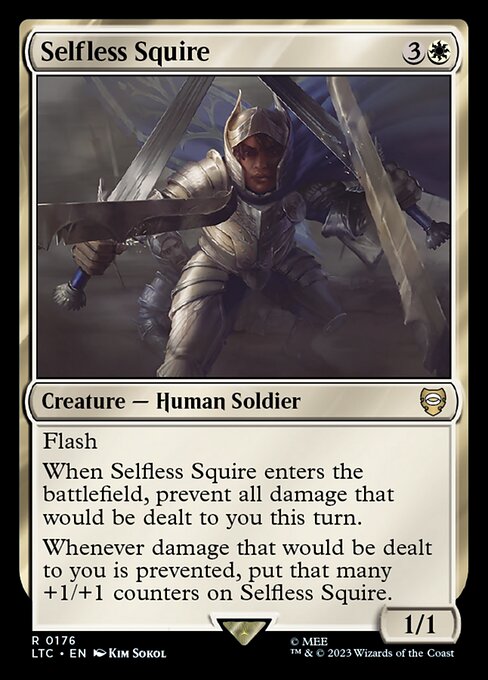 Selfless Squire 3
Creature — Human Soldier
Flash
When Selfless Squire enters the
battlefield, prevent all damage that
would be dealt to you this turn.
Whenever damage that would be dealt
to you is prevented, put that many
+1/+1 counters on Selfless Squire.
1/1
R 0176
LTC • EN Kim Sokol
© MEE
™ & © 2023 Wizards of the Coast